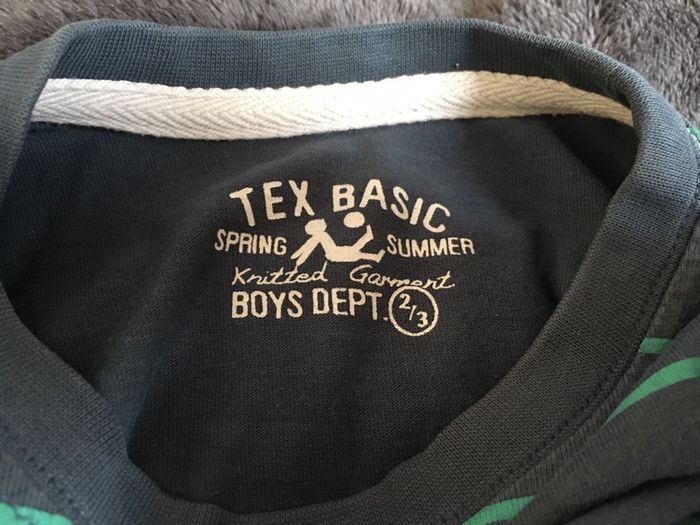 TEX BASIC
SPRING SUMMER
Knitted Garment
BOYS DEPT. 2/3